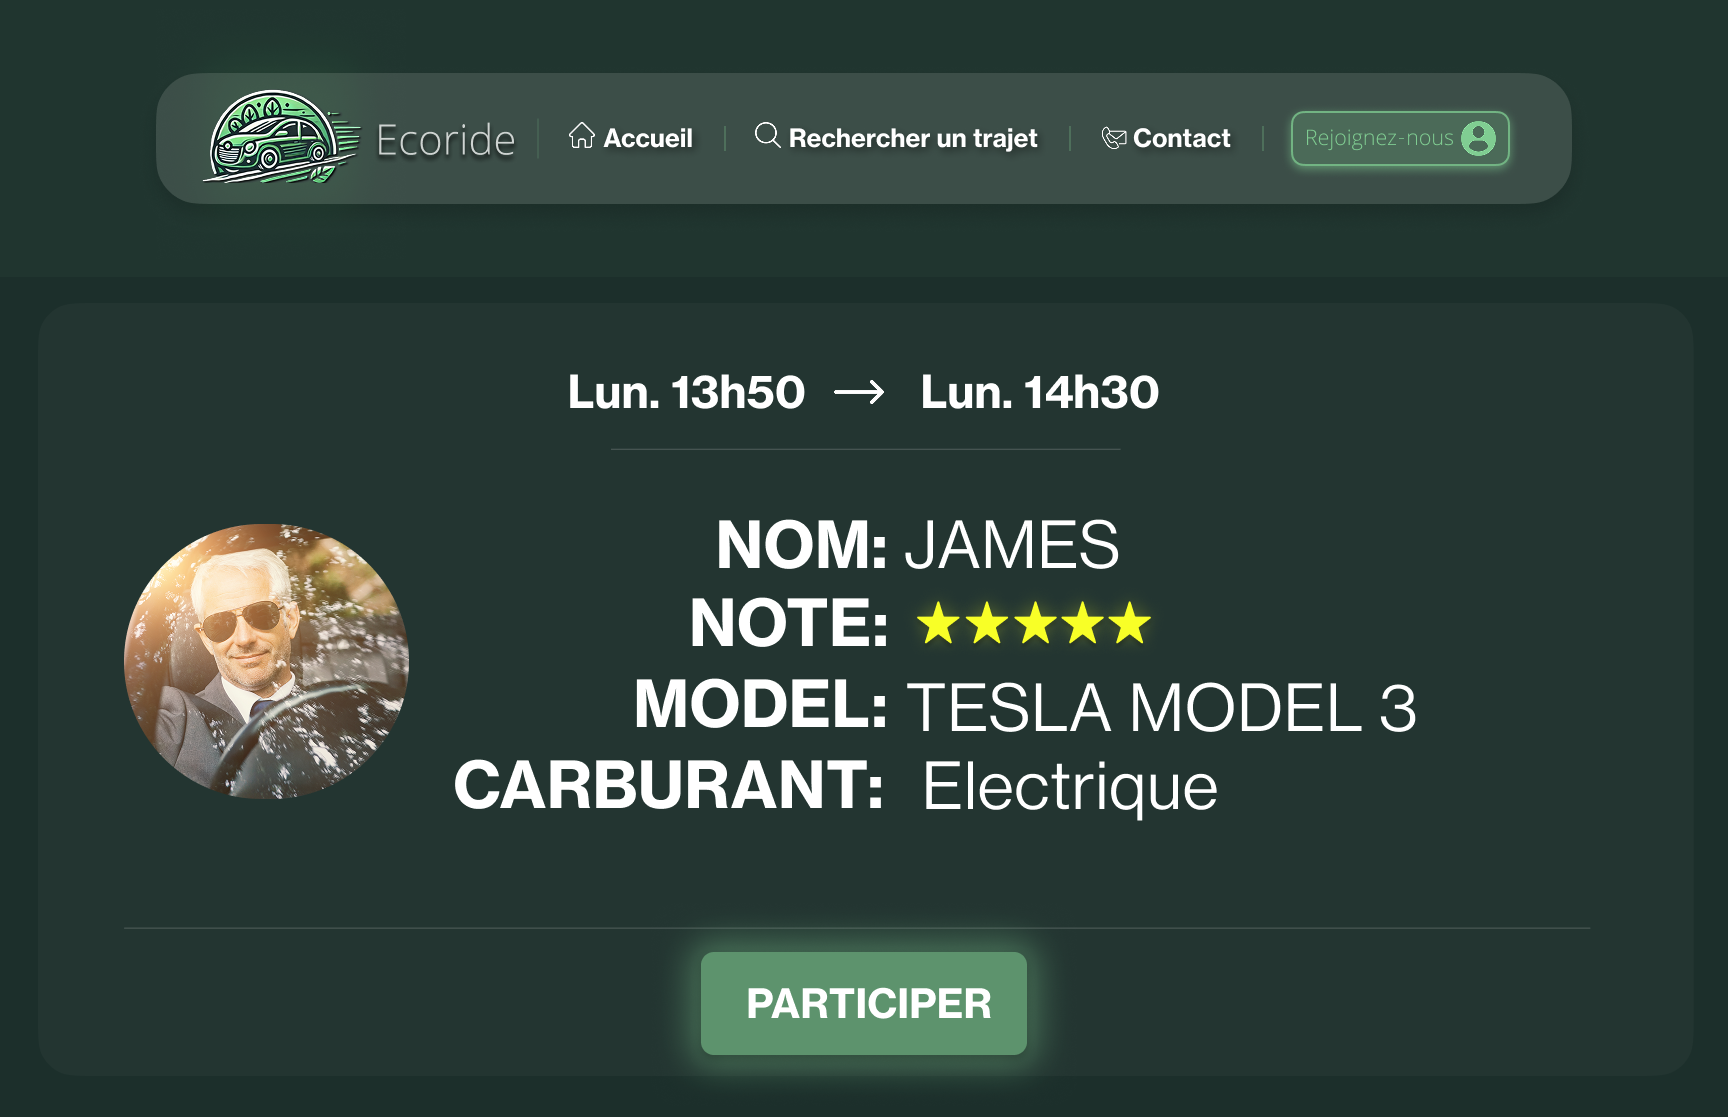 Ecoride
Accueil
Rechercher un trajet
Contact
Rejoignez-nous
Lun. 13h50 → Lun. 14h30
NOM: JAMES
NOTE: ★★★★★
MODEL: TESLA MODEL 3
CARBURANT: Electrique
PARTICIPER